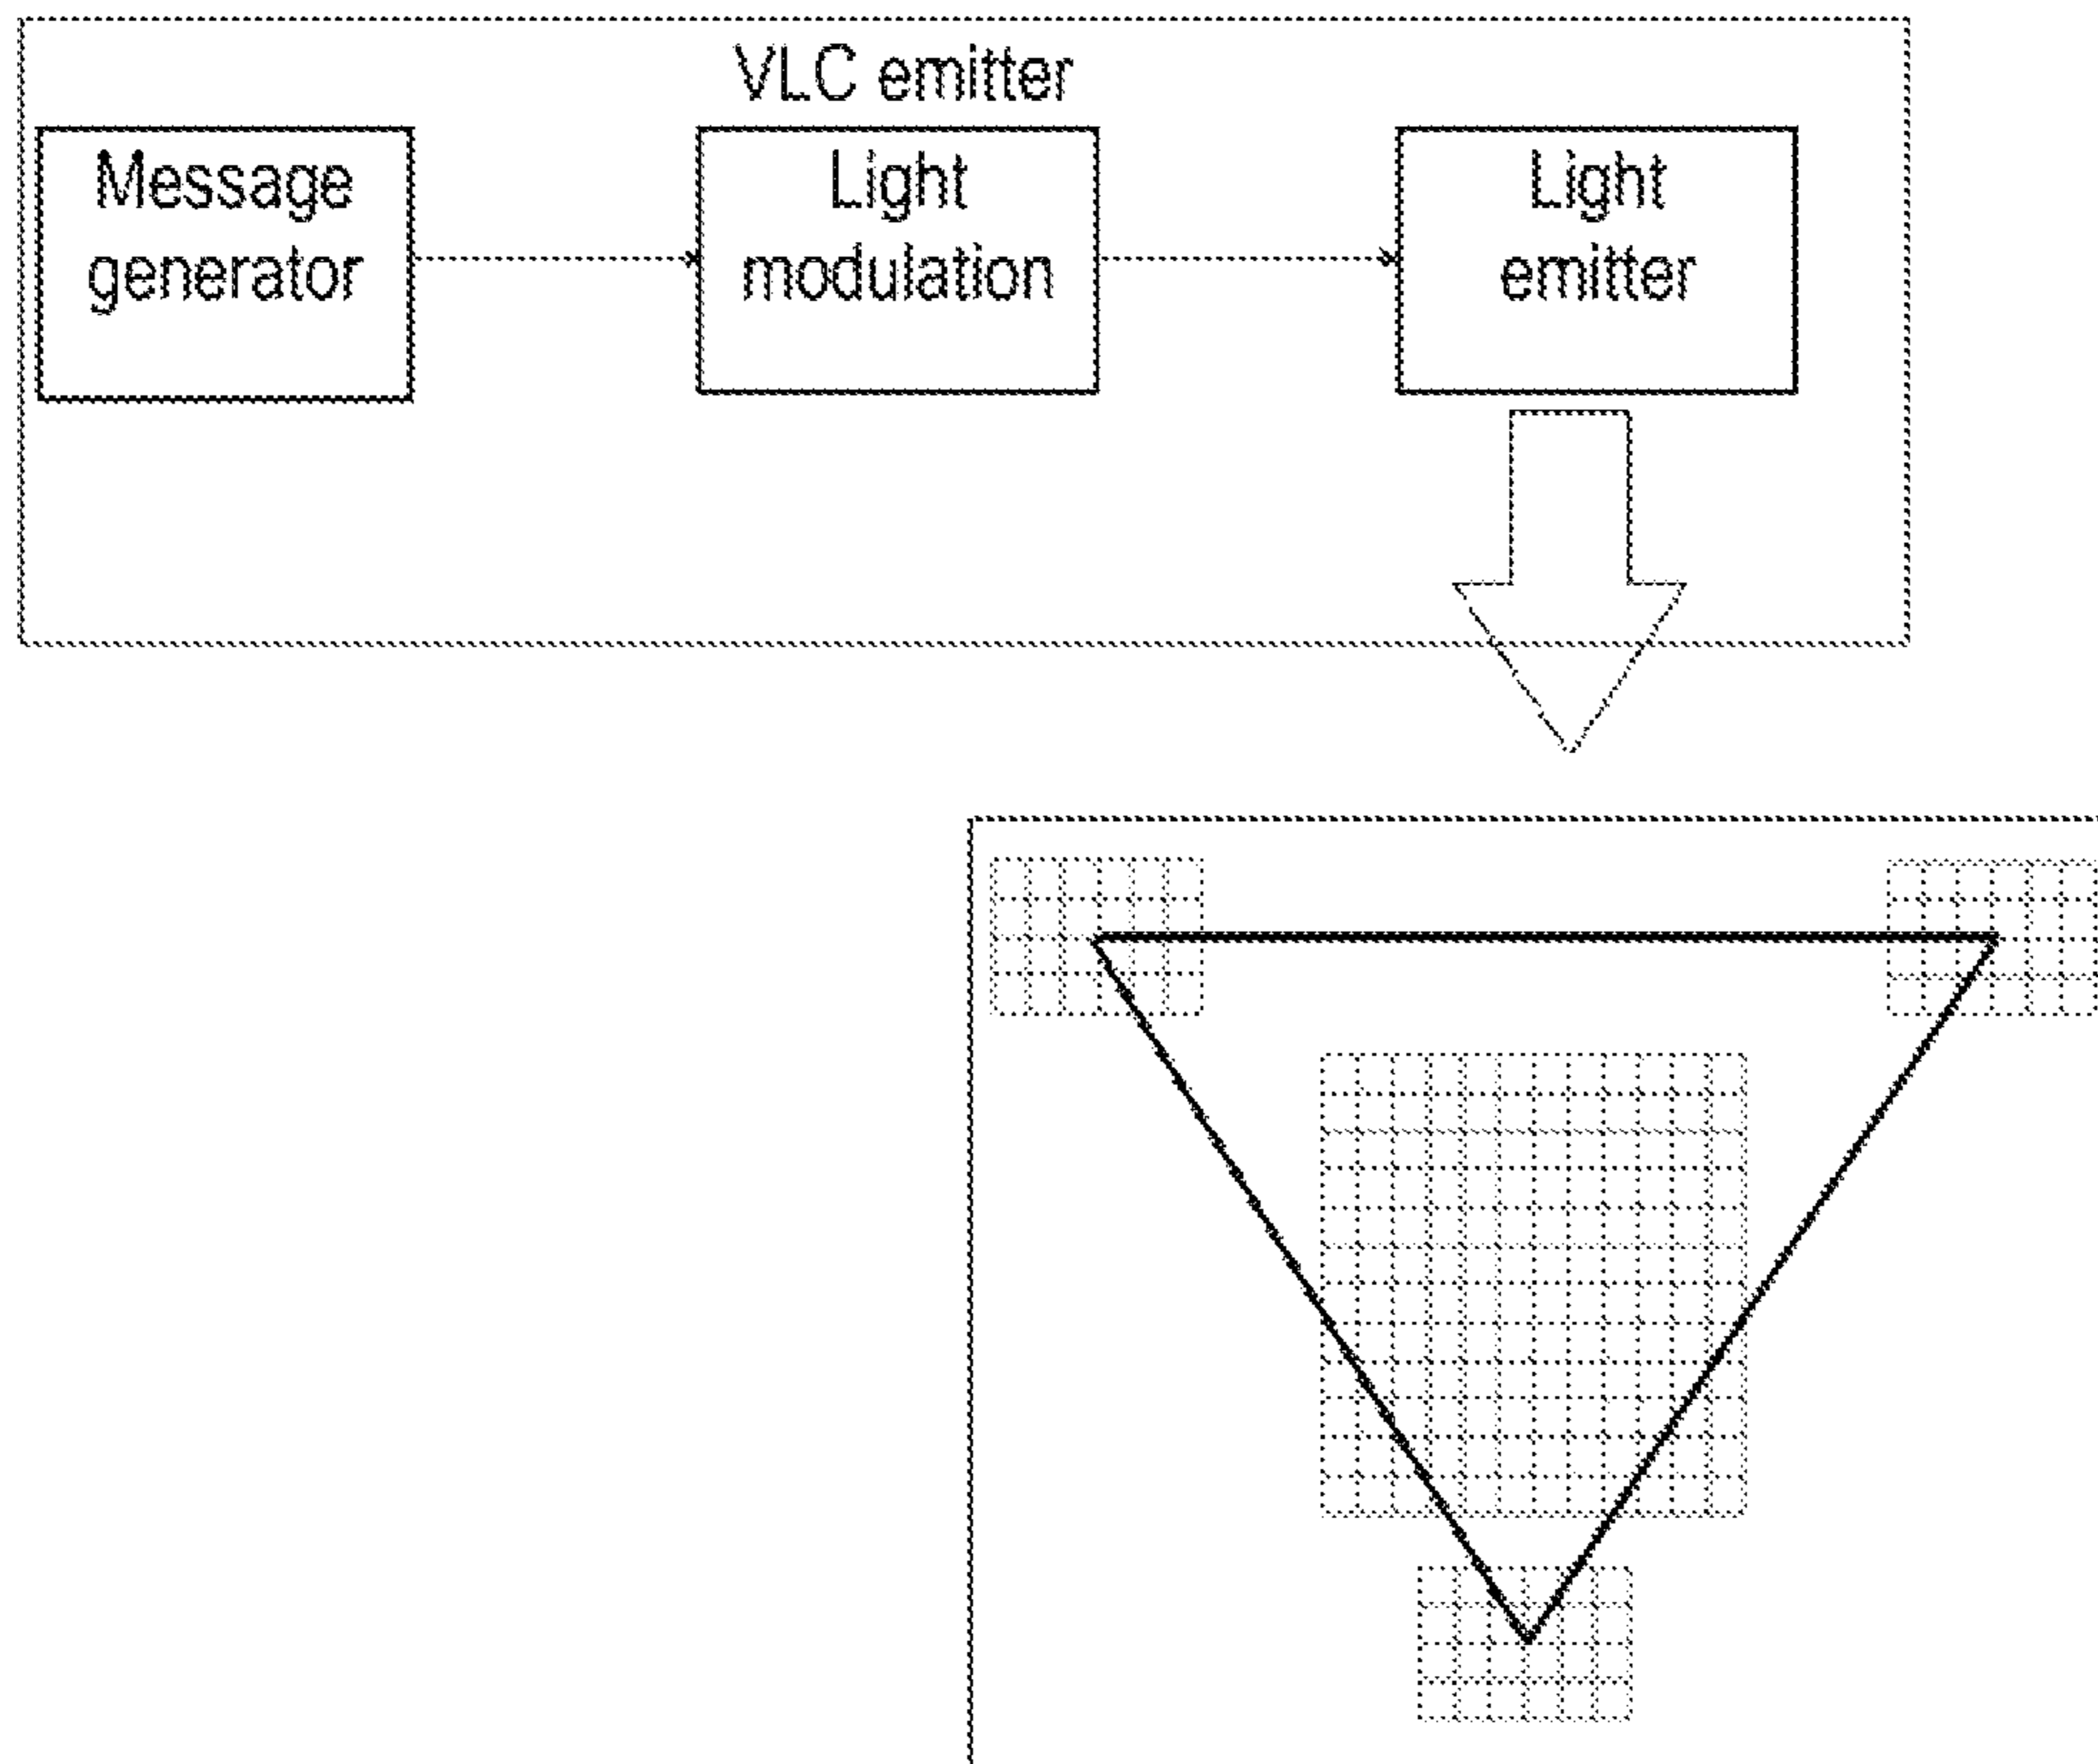 VLC emitter
Message
generator
Light
modulation
Light
emitter